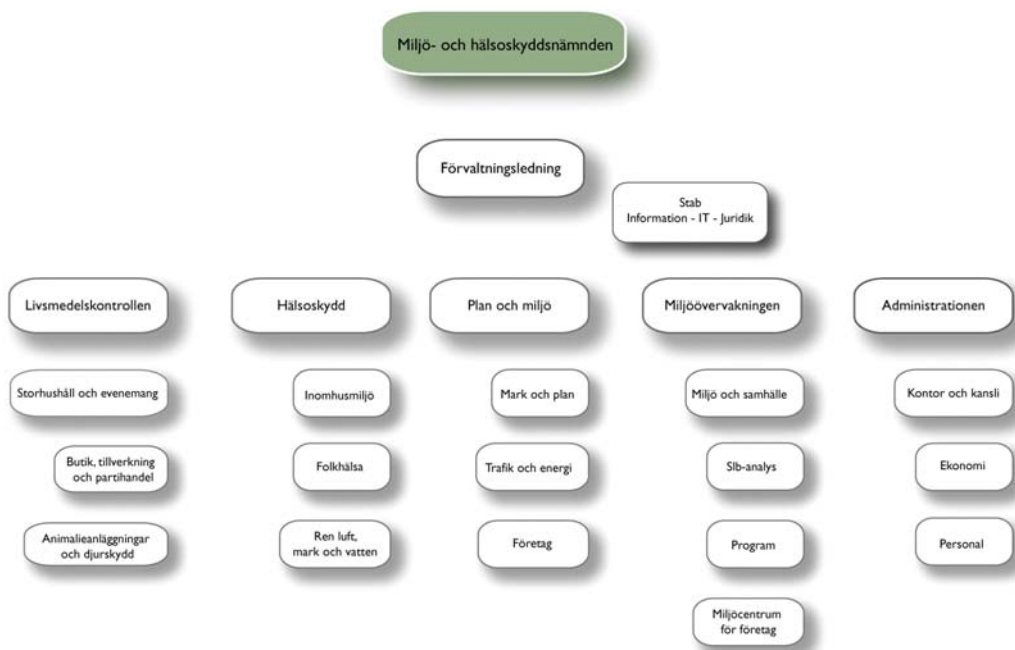 Miljö- och hälsoskyddsnämnden
Förvaltningsledning
Stab
Information - IT - Juridik
Livsmedelskontrollen
Hälsoskydd
Plan och miljö
Miljöövervakningen
Administrationen
Storhushåll och evenemang
Inomhusmiljö
Mark och plan
Miljö och samhälle
Kontor och kansli
Butik, tillverkning
och partihandel
Folkhälsa
Trafik och energi
Slb-analys
Ekonomi
Animalieanläggningar
och djurskydd
Ren luft,
mark och vatten
Företag
Program
Personal
Miljöcentrum
för företag